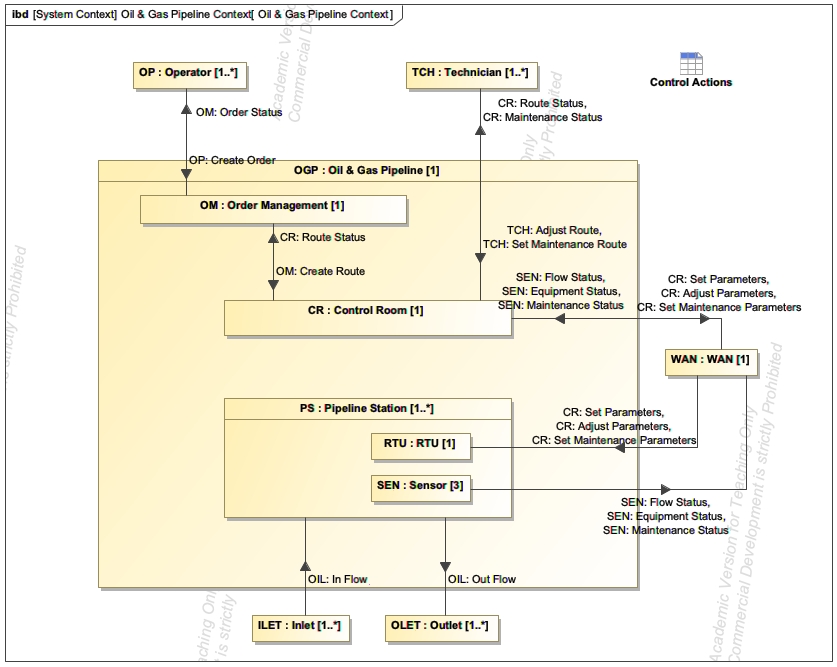 ibd [System Context] Oil & Gas Pipeline Context[ Oil & Gas Pipeline Context]
OP : Operator [1..*]
TCH : Technician [1..*]
Control Actions
CR: Route Status,
CR: Maintenance Status
OM: Order Status
OP: Create Order
OGP : Oil & Gas Pipeline [1]
OM : Order Management [1]
CR: Route Status
TCH: Adjust Route,
TCH: Set Maintenance Route
OM: Create Route
SEN: Flow Status,
SEN: Equipment Status,
SEN: Maintenance Status
CR: Set Parameters,
CR: Adjust Parameters,
CR: Set Maintenance Parameters
CR : Control Room [1]
WAN : WAN [1]
PS : Pipeline Station [1..*]
CR: Set Parameters,
CR: Adjust Parameters,
CR: Set Maintenance Parameters
RTU : RTU [1]
SEN : Sensor [3]
SEN: Flow Status,
SEN: Equipment Status,
SEN: Maintenance Status
OIL: In Flow
OIL: Out Flow
ILET : Inlet [1..*]
OLET : Outlet [1..*]
Academic Version for Teaching Only
Commercial Development is strictly Prohibited